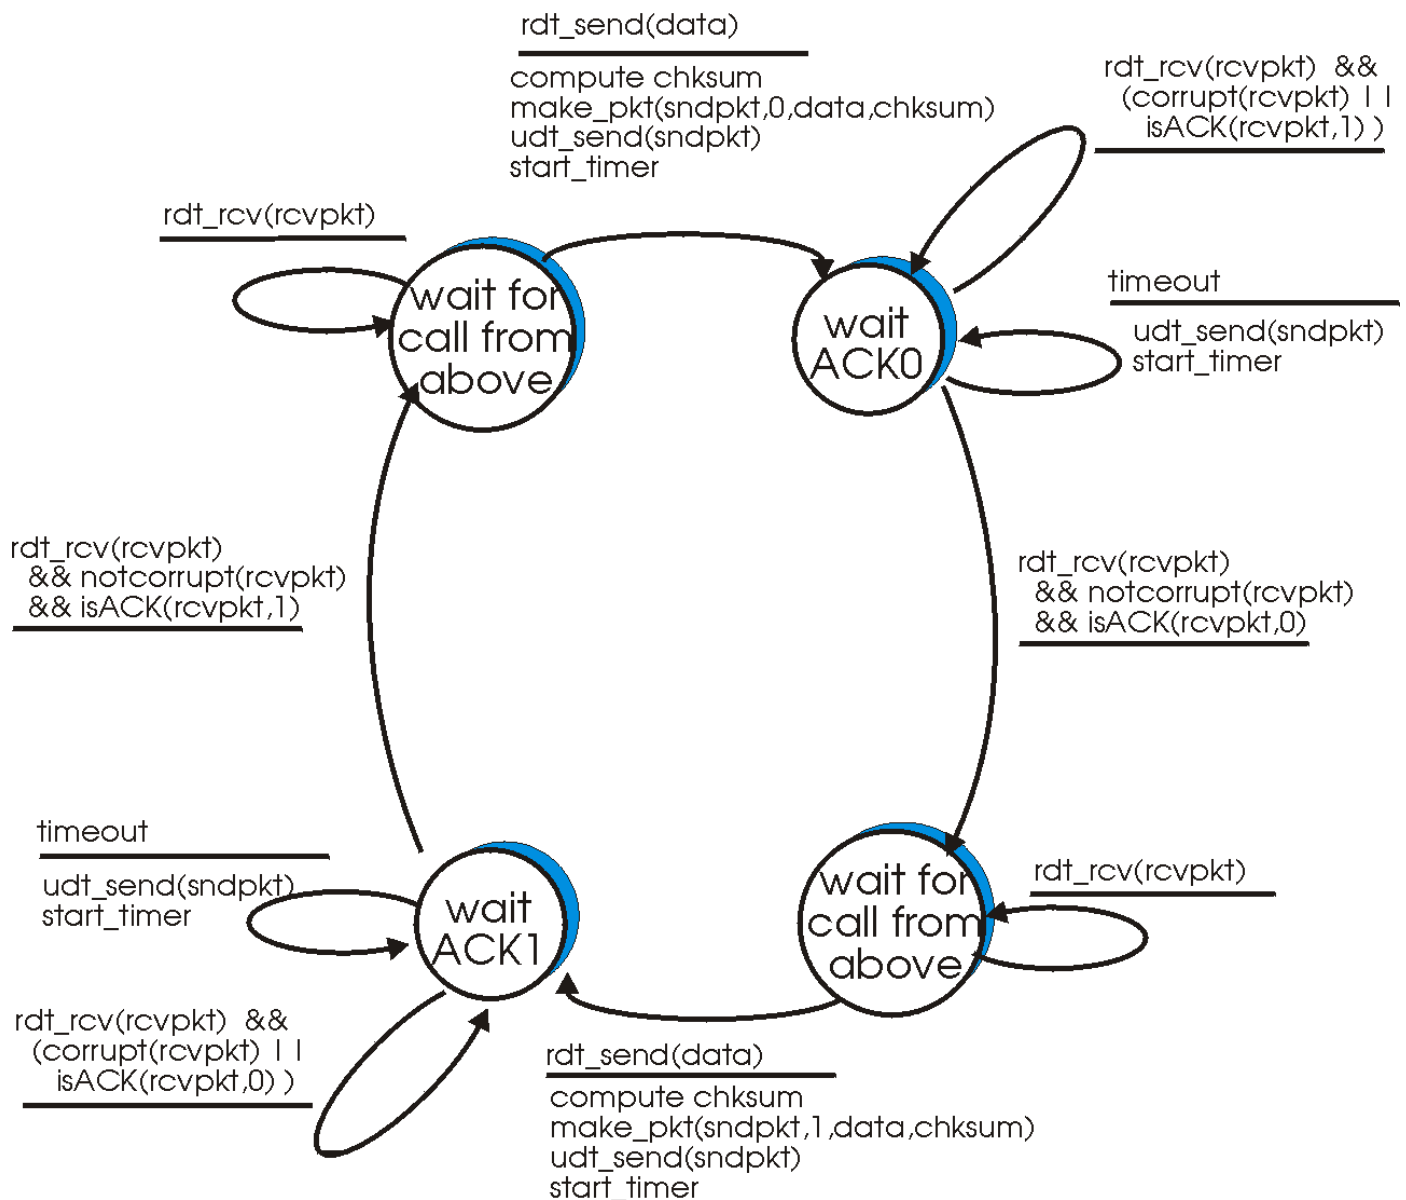 rdt_send(data)
compute chksum
make_pkt(sndpkt,0,data,chksum)
udt_send(sndpkt)
start_timer
rdt_rcv(rcvpkt) &&
(corrupt(rcvpkt) | |
isACK(rcvpkt,1) )
rdt_rcv(rcvpkt)
wait for
call from
above
wait
ACK0
timeout
udt_send(sndpkt)
start_timer
rdt_rcv(rcvpkt)
&& notcorrupt(rcvpkt)
&& isACK(rcvpkt,1)
rdt_rcv(rcvpkt)
&& notcorrupt(rcvpkt)
&& isACK(rcvpkt,0)
timeout
udt_send(sndpkt)
start_timer
wait
ACK1
wait for
call from
above
rdt_rcv(rcvpkt)
rdt_rcv(rcvpkt) &&
(corrupt(rcvpkt) | |
isACK(rcvpkt,0) )
rdt_send(data)
compute chksum
make_pkt(sndpkt,1,data,chksum)
udt_send(sndpkt)
start_timer